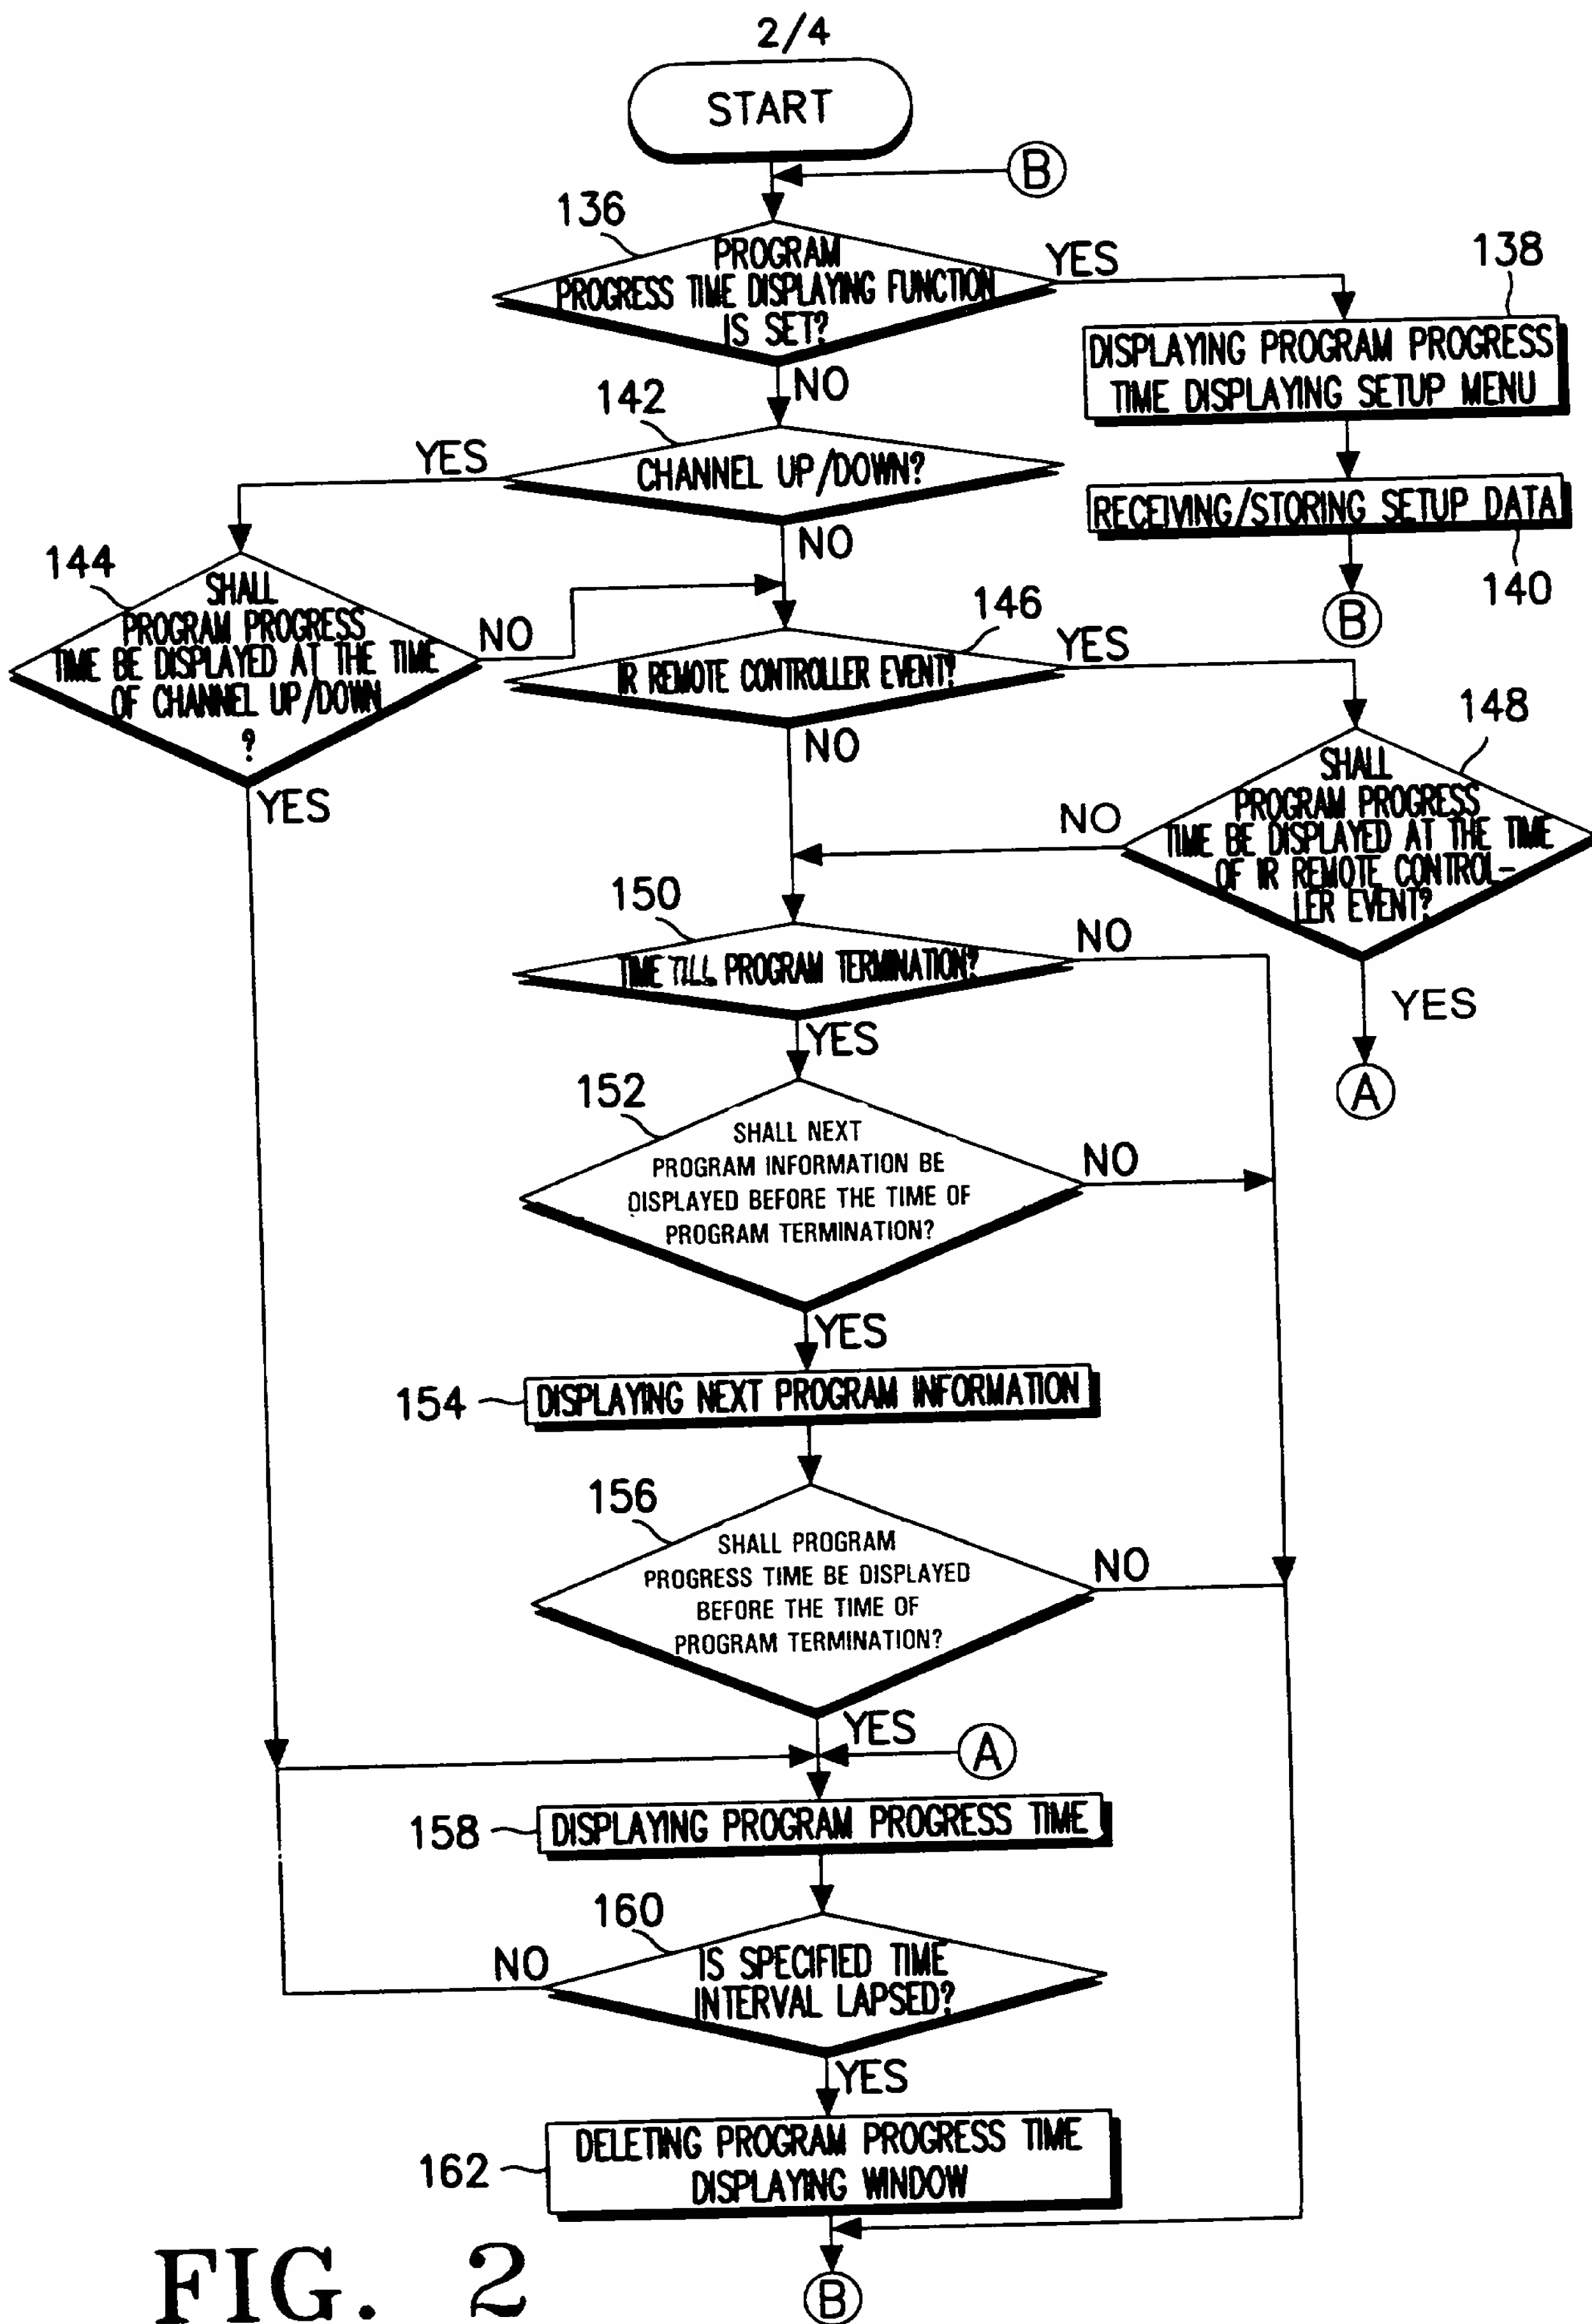 2/4
START
B
136
PROGRAM
PROGRESS TIME DISPLAYING FUNCTION
IS SET?
YES
NO
138
DISPLAYING PROGRAM PROGRESS
TIME DISPLAYING SETUP MENU
142
YES
CHANNEL UP/DOWN?
NO
RECEIVING/STORING SETUP DATA
140
B
144
SHALL
PROGRAM PROGRESS
TIME BE DISPLAYED AT THE TIME
OF CHANNEL UP/DOWN
?
NO
YES
146
IR REMOTE CONTROLLER EVENT?
YES
NO
148
SHALL
PROGRAM PROGRESS
TIME BE DISPLAYED AT THE TIME
OF IR REMOTE CONTROL-
LER EVENT?
NO
YES
A
150
TIME TILL PROGRAM TERMINATION?
NO
YES
152
SHALL NEXT
PROGRAM INFORMATION BE
DISPLAYED BEFORE THE TIME OF
PROGRAM TERMINATION?
NO
YES
154
DISPLAYING NEXT PROGRAM INFORMATION
156
SHALL PROGRAM
PROGRESS TIME BE DISPLAYED
BEFORE THE TIME OF
PROGRAM TERMINATION?
NO
YES
A
158
DISPLAYING PROGRAM PROGRESS TIME
160
IS SPECIFIED TIME
INTERVAL LAPSED?
NO
YES
162
DELETING PROGRAM PROGRESS TIME
DISPLAYING WINDOW
B
FIG. 2